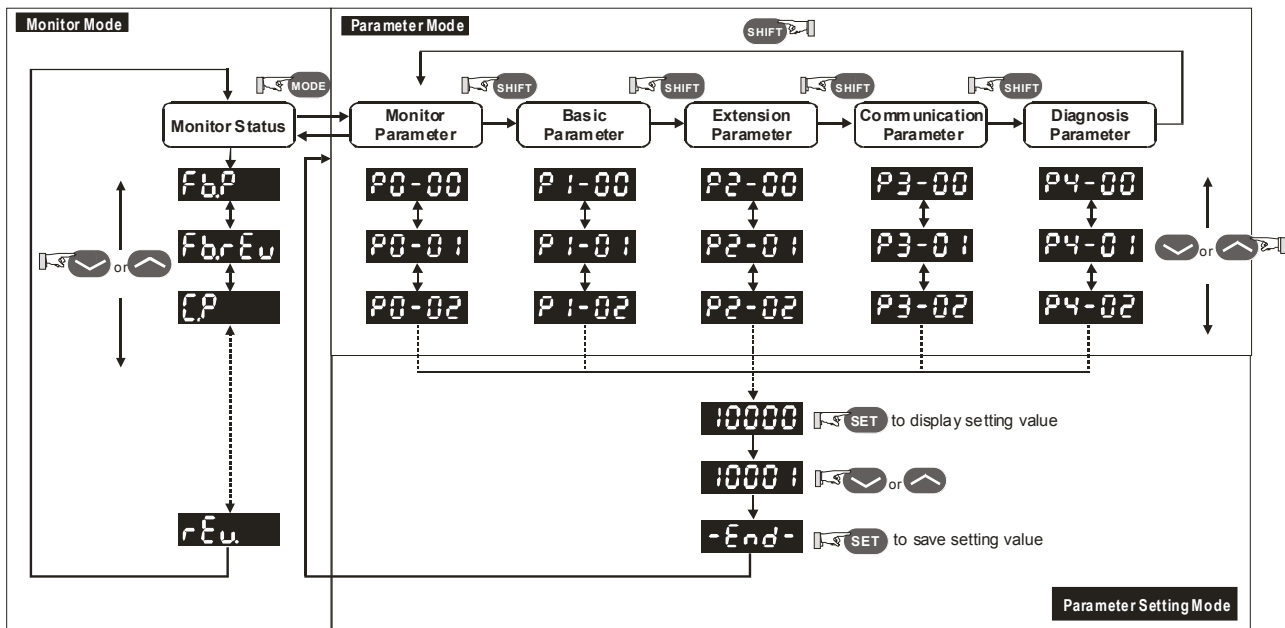 Monitor Mode
Parameter Mode
SHIFT
MODE
SHIFT
SHIFT
SHIFT
SHIFT
Monitor Status
Monitor
Parameter
Basic
Parameter
Extension
Parameter
Communication
Parameter
Diagnosis
Parameter
Fb.P
P0-00
P1-00
P2-00
P3-00
P4-00
or
Fb.rEu
P0-01
P1-01
P2-01
P3-01
P4-01
or
C.P
P0-02
P1-02
P2-02
P3-02
P4-02
10000
SET to display setting value
10001
or
rEu.
-End-
SET to save setting value
Parameter Setting Mode